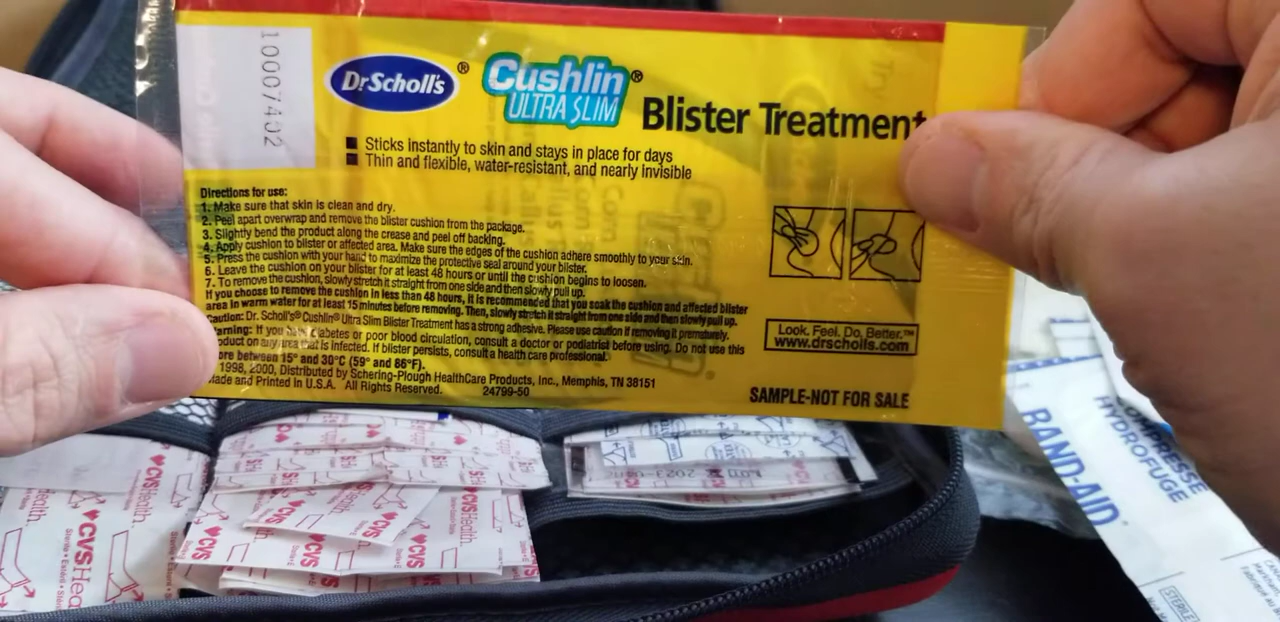 10007402
Dr Scholl's®
Cushlin®
ULTRA SLIM
Blister Treatment
■ Sticks instantly to skin and stays in place for days
■ Thin and flexible, water-resistant, and nearly invisible
Directions for use:
1. Make sure that skin is clean and dry.
2. Peel apart overwrap and remove the blister cushion from the package.
3. Slightly bend the product along the crease and peel off backing.
4. Apply cushion to blister or affected area. Make sure the edges of the cushion adhere smoothly to your skin.
5. Press the cushion with your hand to maximize the protective seal around your blister.
6. Leave the cushion on your blister for at least 48 hours or until the cushion begins to loosen.
7. To remove the cushion, slowly stretch it straight from one side and then slowly pull up.
If you choose to remove the cushion in less than 48 hours, it is recommended that you soak the cushion and affected blister
area in warm water for at least 15 minutes before removing. Then, slowly stretch it straight from one side and then slowly pull up.
Caution: Dr. Scholl's® Cushlin® Ultra Slim Blister Treatment has a strong adhesive. Please use caution if removing it prematurely.
arning: If you have diabetes or poor blood circulation, consult a doctor or podiatrist before using. Do not use this
oduct on any area that is infected. If blister persists, consult a health care professional.
ore between 15° and 30°C (59° and 86°F).
1998, 2000, Distributed by Schering-Plough HealthCare Products, Inc., Memphis, TN 38151
ade and Printed in U.S.A. All Rights Reserved. 24799-50
Look. Feel. Do. Better.™
www.drscholls.com
SAMPLE-NOT FOR SALE
CVSHealth
CVS
CVSHealth
CVS
BAND-AID
HYDROFUGE
STERILE